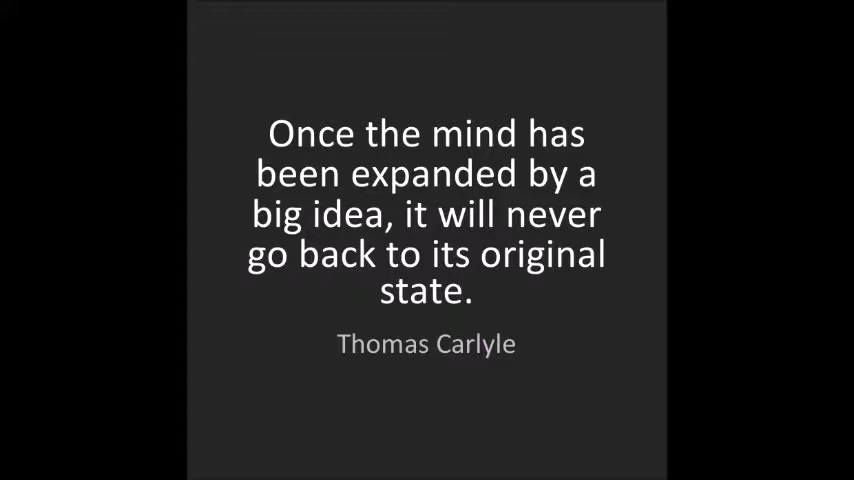 Once the mind has
been expanded by a
big idea, it will never
go back to its original
state.
Thomas Carlyle